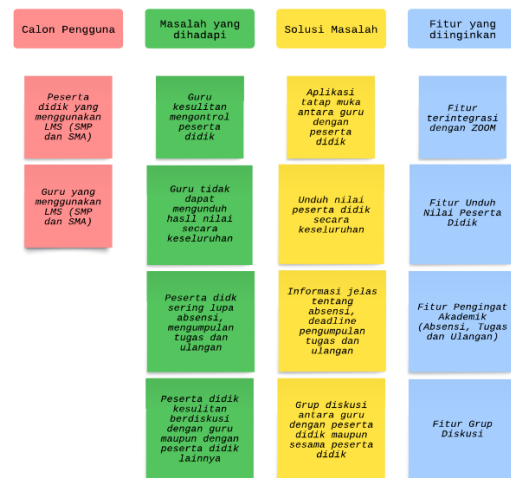 Calon Pengguna
Masalah yang
dihadapi
Solusi Masalah
Fitur yang
diinginkan
Peserta
didik yang
menggunakan
LMS (SMP
dan SMA)
Guru
kesulitan
mengontrol
peserta
didik
Aplikasi
tatap muka
antara guru
dengan
peserta
didik
Fitur
terintegrasi
dengan ZOOM
Guru yang
menggunakan
LMS (SMP
dan SMA)
Guru tidak
dapat
mengunduh
hasll nilai
secara
keseluruhan
Unduh nilai
peserta didik
secara
keseluruhan
Fitur Unduh
Nilai Peserta
Didik
Peserta didk
sering lupa
absensi,
mengumpulan
tugas dan
ulangan
Informasi jelas
tentang
absensi,
deadline
pengumpulan
tugas dan
ulangan
Fitur Pengingat
Akademik
(Absensi, Tugas
dan Ulangan)
Peserta didik
kesulitan
berdiskusi
dengan guru
maupun dengan
peserta didik
lainnya
Grup diskusi
antara guru
dengan peserta
didik maupun
sesama peserta
didik
Fitur Grup
Diskusi